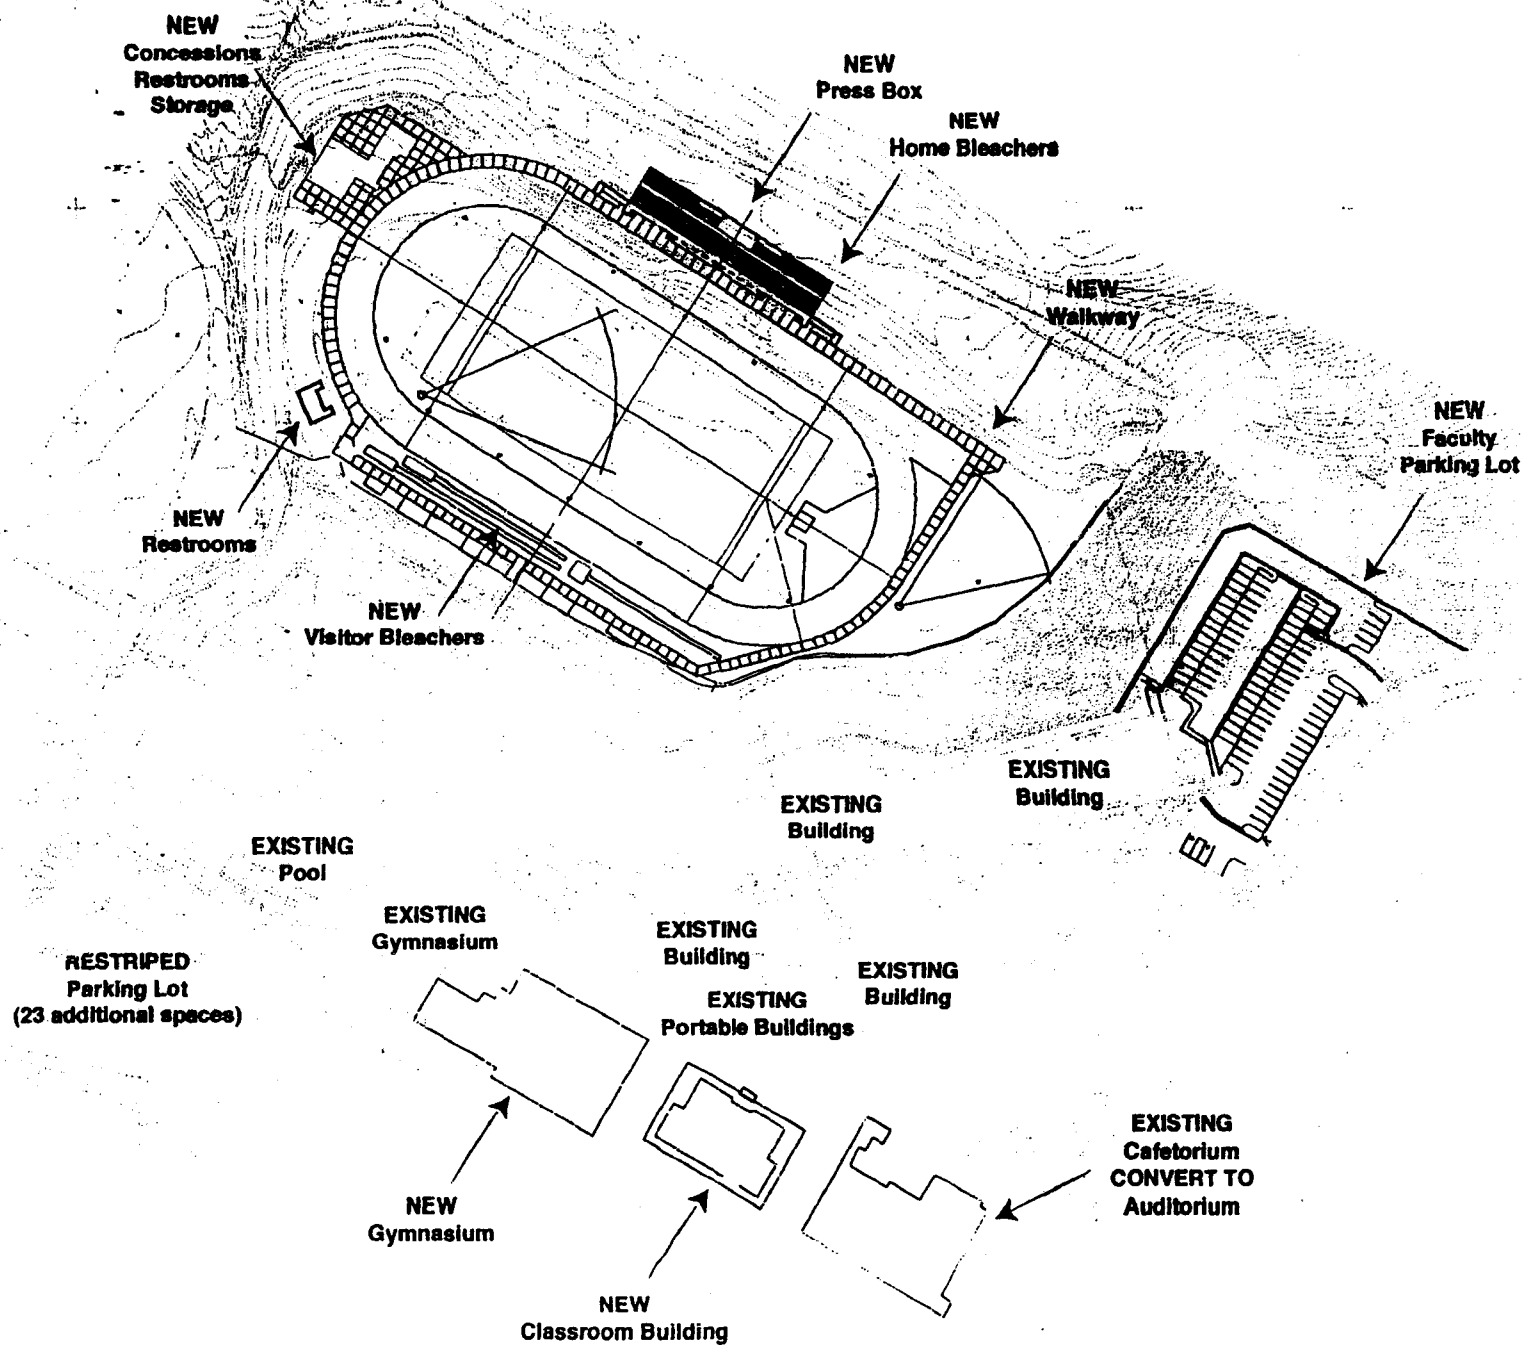 NEW
Concessions
Restrooms
Storage
NEW
Press Box
NEW
Home Bleachers
NEW
Walkway
NEW
Faculty
Parking Lot
NEW
Restrooms
NEW
Visitor Bleachers
EXISTING
Building
EXISTING
Building
EXISTING
Pool
EXISTING
Gymnasium
EXISTING
Building
EXISTING
Building
RESTRIPED
Parking Lot
(23 additional spaces)
EXISTING
Portable Buildings
EXISTING
Cafetorium
CONVERT TO
Auditorium
NEW
Gymnasium
NEW
Classroom Building